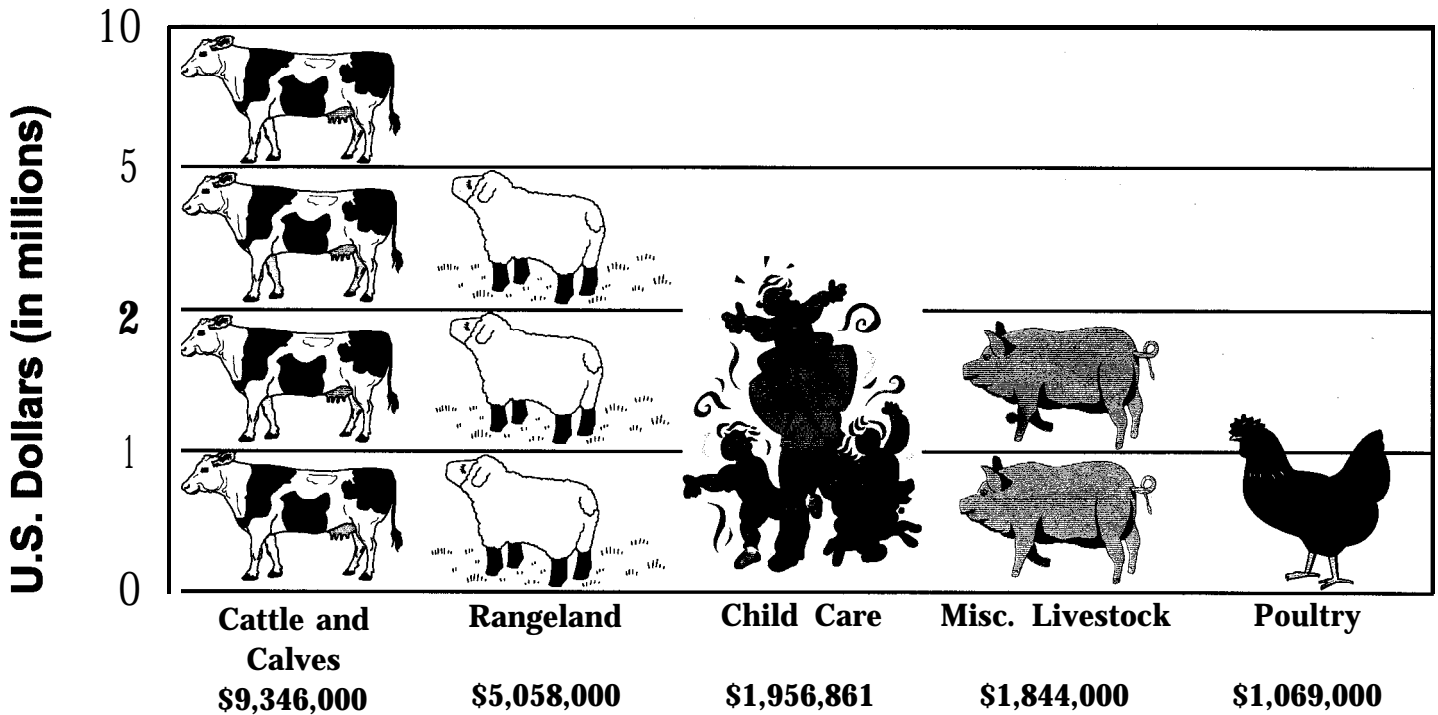 U.S. Dollars (in millions)
10
5
2
1
0
Cattle and
Calves
$9,346,000
Rangeland
$5,058,000
Child Care
$1,956,861
Misc. Livestock
$1,844,000
Poultry
$1,069,000